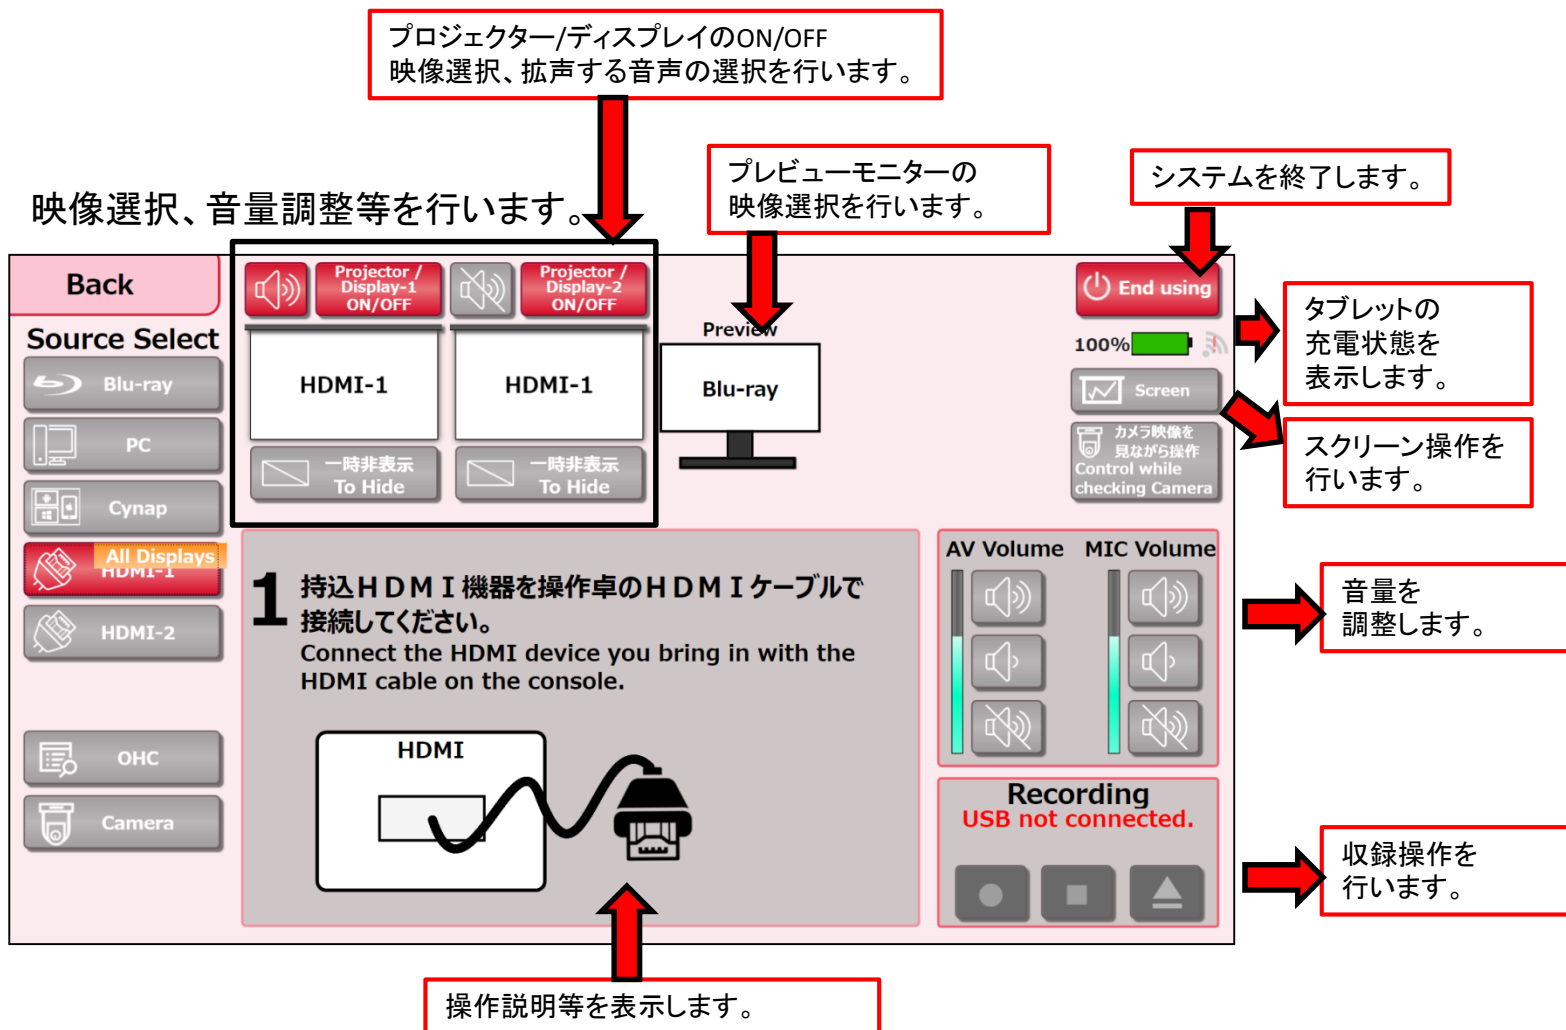 プロジェクター/ディスプレイのON/OFF
映像選択、拡声する音声の選択を行います。
プレビューモニターの
映像選択を行います。
システムを終了します。
映像選択、音量調整等を行います。
Back
Projector /
Display-1
ON/OFF
Projector /
Display-2
ON/OFF
End using
タブレットの
充電状態を
表示します。
Source Select
Preview
100%
Blu-ray
HDMI-1
HDMI-1
Blu-ray
Screen
PC
一時非表示
To Hide
一時非表示
To Hide
カメラ映像を
見ながら操作
Control while
checking Camera
スクリーン操作を
行います。
Cynap
All Displays
HDMI-1
HDMI-2
OHC
Camera
1 持込ＨＤＭＩ機器を操作卓のＨＤＭＩケーブルで
接続してください。
Connect the HDMI device you bring in with the
HDMI cable on the console.
HDMI
AV Volume
MIC Volume
音量を
調整します。
Recording
USB not connected.
収録操作を
行います。
操作説明等を表示します。